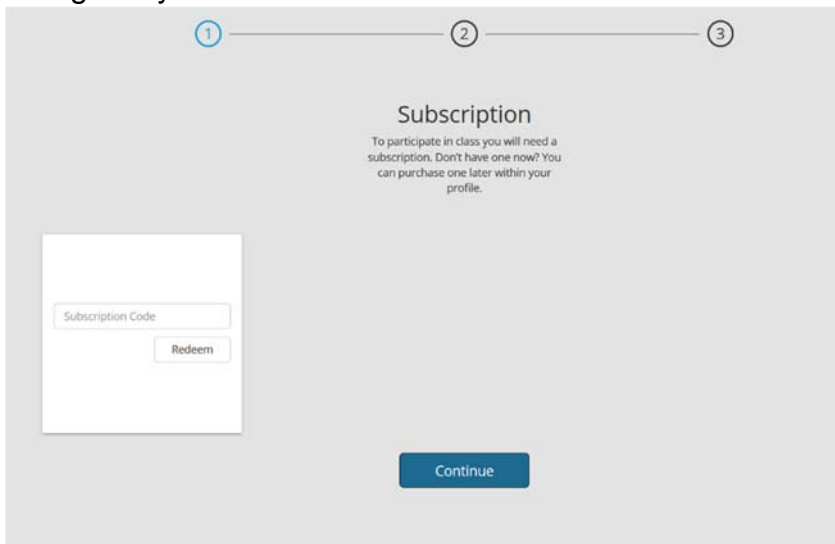 1
2
3
Subscription
To participate in class you will need a
subscription. Don't have one now? You
can purchase one later within your
profile.
Subscription Code
Redeem
Continue